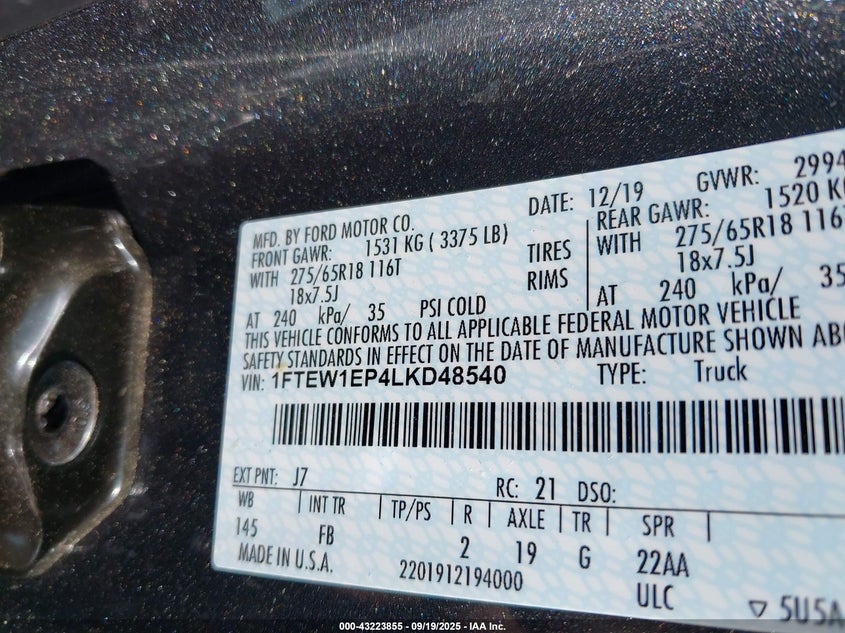 MFD. BY FORD MOTOR CO.
DATE: 12/19
GVWR: 2994
FRONT GAWR: 1531 KG ( 3375 LB)
REAR GAWR: 1520 KG
WITH 275/65R18 116T TIRES
WITH 275/65R18 116T
18x7.5J RIMS
18x7.5J
AT 240 kPa/ 35 PSI COLD
AT 240 kPa/ 35
THIS VEHICLE CONFORMS TO ALL APPLICABLE FEDERAL MOTOR VEHICLE
SAFETY STANDARDS IN EFFECT ON THE DATE OF MANUFACTURE SHOWN ABO
VIN: 1FTEW1EP4LKD48540 TYPE: Truck
EXT PNT: J7 RC: 21 DSO:
WB INT TR TP/PS R AXLE TR SPR
145 FB 2 19 G 22AA
MADE IN U.S.A. 2201912194000 ULC
▽ 5U5A
000-43223855 - 09/19/2025 - IAA Inc.